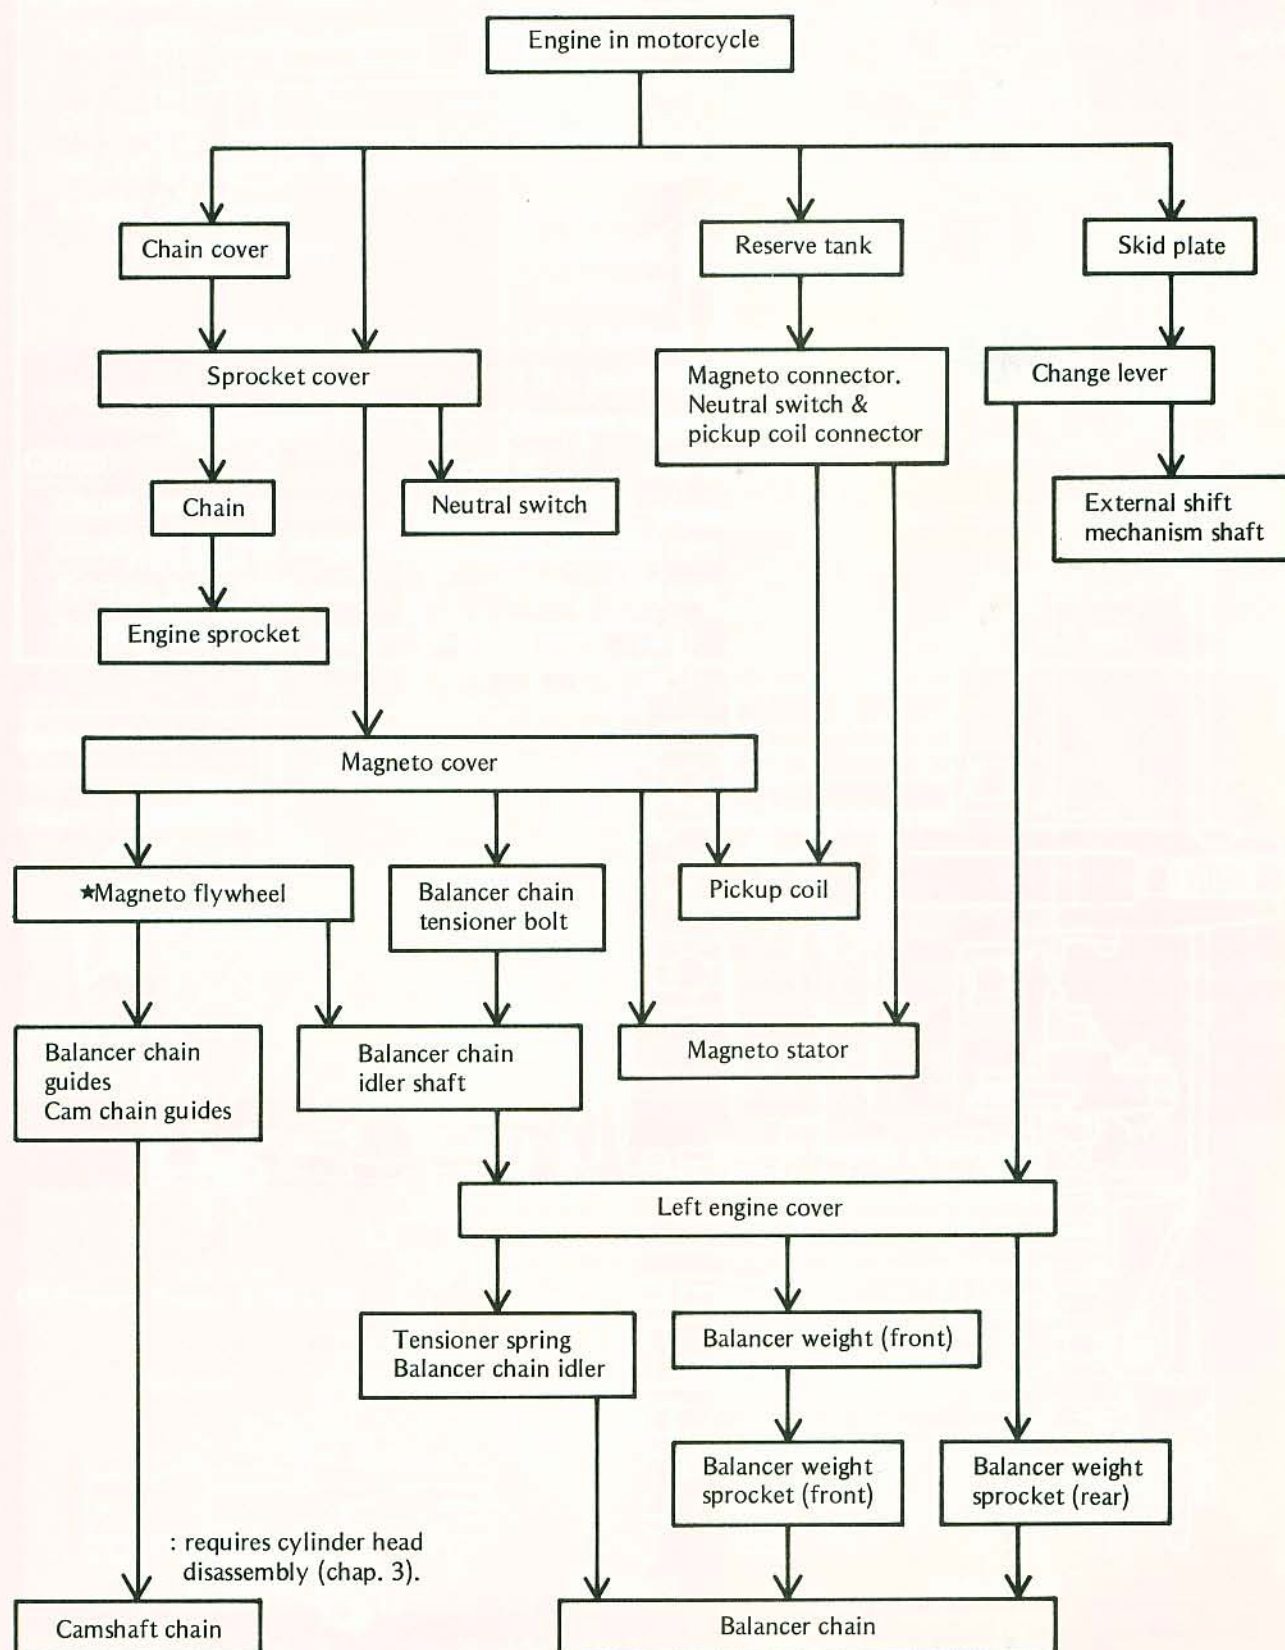 Engine in motorcycle
Chain cover
Reserve tank
Skid plate
Sprocket cover
Magneto connector.
Neutral switch &
pickup coil connector
Change lever
Chain
Neutral switch
External shift
mechanism shaft
Engine sprocket
Magneto cover
★Magneto flywheel
Balancer chain
tensioner bolt
Pickup coil
Balancer chain
guides
Cam chain guides
Balancer chain
idler shaft
Magneto stator
Left engine cover
Tensioner spring
Balancer chain idler
Balancer weight (front)
Balancer weight
sprocket (front)
Balancer weight
sprocket (rear)
: requires cylinder head
disassembly (chap. 3).
Camshaft chain
Balancer chain